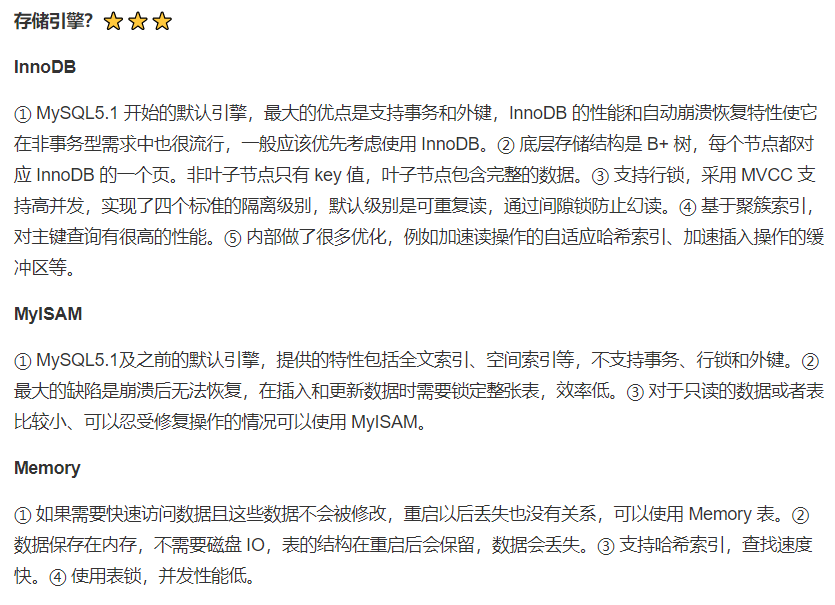 存储引擎？ ⭐⭐⭐
InnoDB
① MySQL5.1 开始的默认引擎，最大的优点是支持事务和外键，InnoDB 的性能和自动崩溃恢复特性使它
在非事务型需求中也很流行，一般应该优先考虑使用 InnoDB。② 底层存储结构是 B+ 树，每个节点都对
应 InnoDB 的一个页。非叶子节点只有 key 值，叶子节点包含完整的数据。③ 支持行锁，采用 MVCC 支
持高并发，实现了四个标准的隔离级别，默认级别是可重复读，通过间隙锁防止幻读。④ 基于聚簇索引，
对主键查询有很高的性能。⑤ 内部做了很多优化，例如加速读操作的自适应哈希索引、加速插入操作的缓
冲区等。
MyISAM
① MySQL5.1及之前的默认引擎，提供的特性包括全文索引、空间索引等，不支持事务、行锁和外键。②
最大的缺陷是崩溃后无法恢复，在插入和更新数据时需要锁定整张表，效率低。③ 对于只读的数据或者表
比较小、可以忍受修复操作的情况可以使用 MyISAM。
Memory
① 如果需要快速访问数据且这些数据不会被修改，重启以后丢失也没有关系，可以使用 Memory 表。②
数据保存在内存，不需要磁盘 IO，表的结构在重启后会保留，数据会丢失。③ 支持哈希索引，查找速度
快。④ 使用表锁，并发性能低。